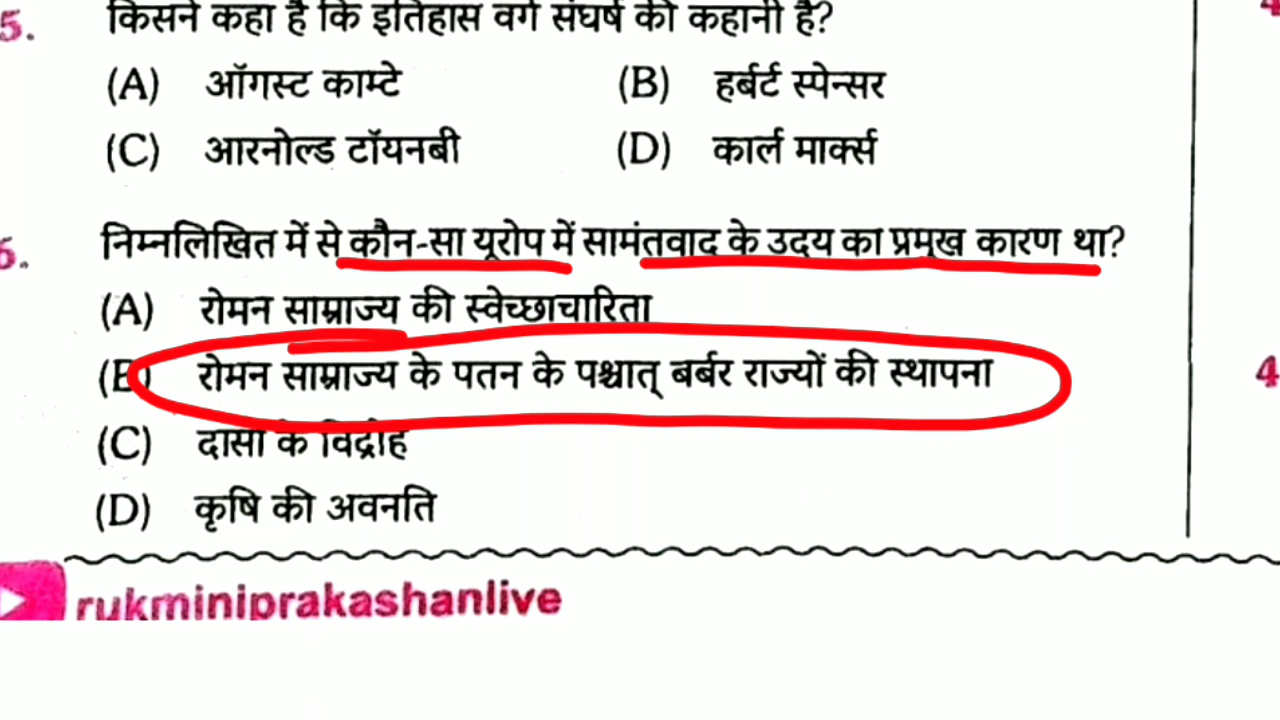 5. किसने कहा है कि इतिहास वर्ग संघर्ष की कहानी है?
(A) ऑगस्ट काम्टे (B) हर्बर्ट स्पेन्सर
(C) आरनोल्ड टॉयनबी (D) कार्ल मार्क्स
6. निम्नलिखित में से कौन-सा यूरोप में सामंतवाद के उदय का प्रमुख कारण था?
(A) रोमन साम्राज्य की स्वेच्छाचारिता
(B) रोमन साम्राज्य के पतन के पश्चात् बर्बर राज्यों की स्थापना
(C) दासों के विद्रोह
(D) कृषि की अवनति
rukminiprakashanlive